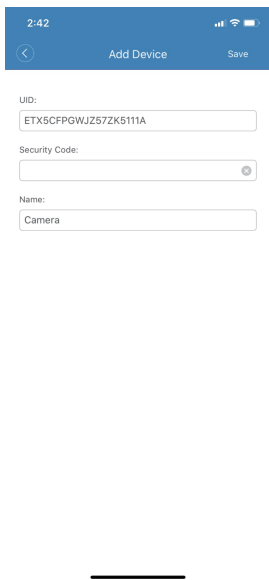 2:42
Add Device
Save
UID:
ETX5CFPGWJZ57ZK5111A
Security Code:
Name:
Camera